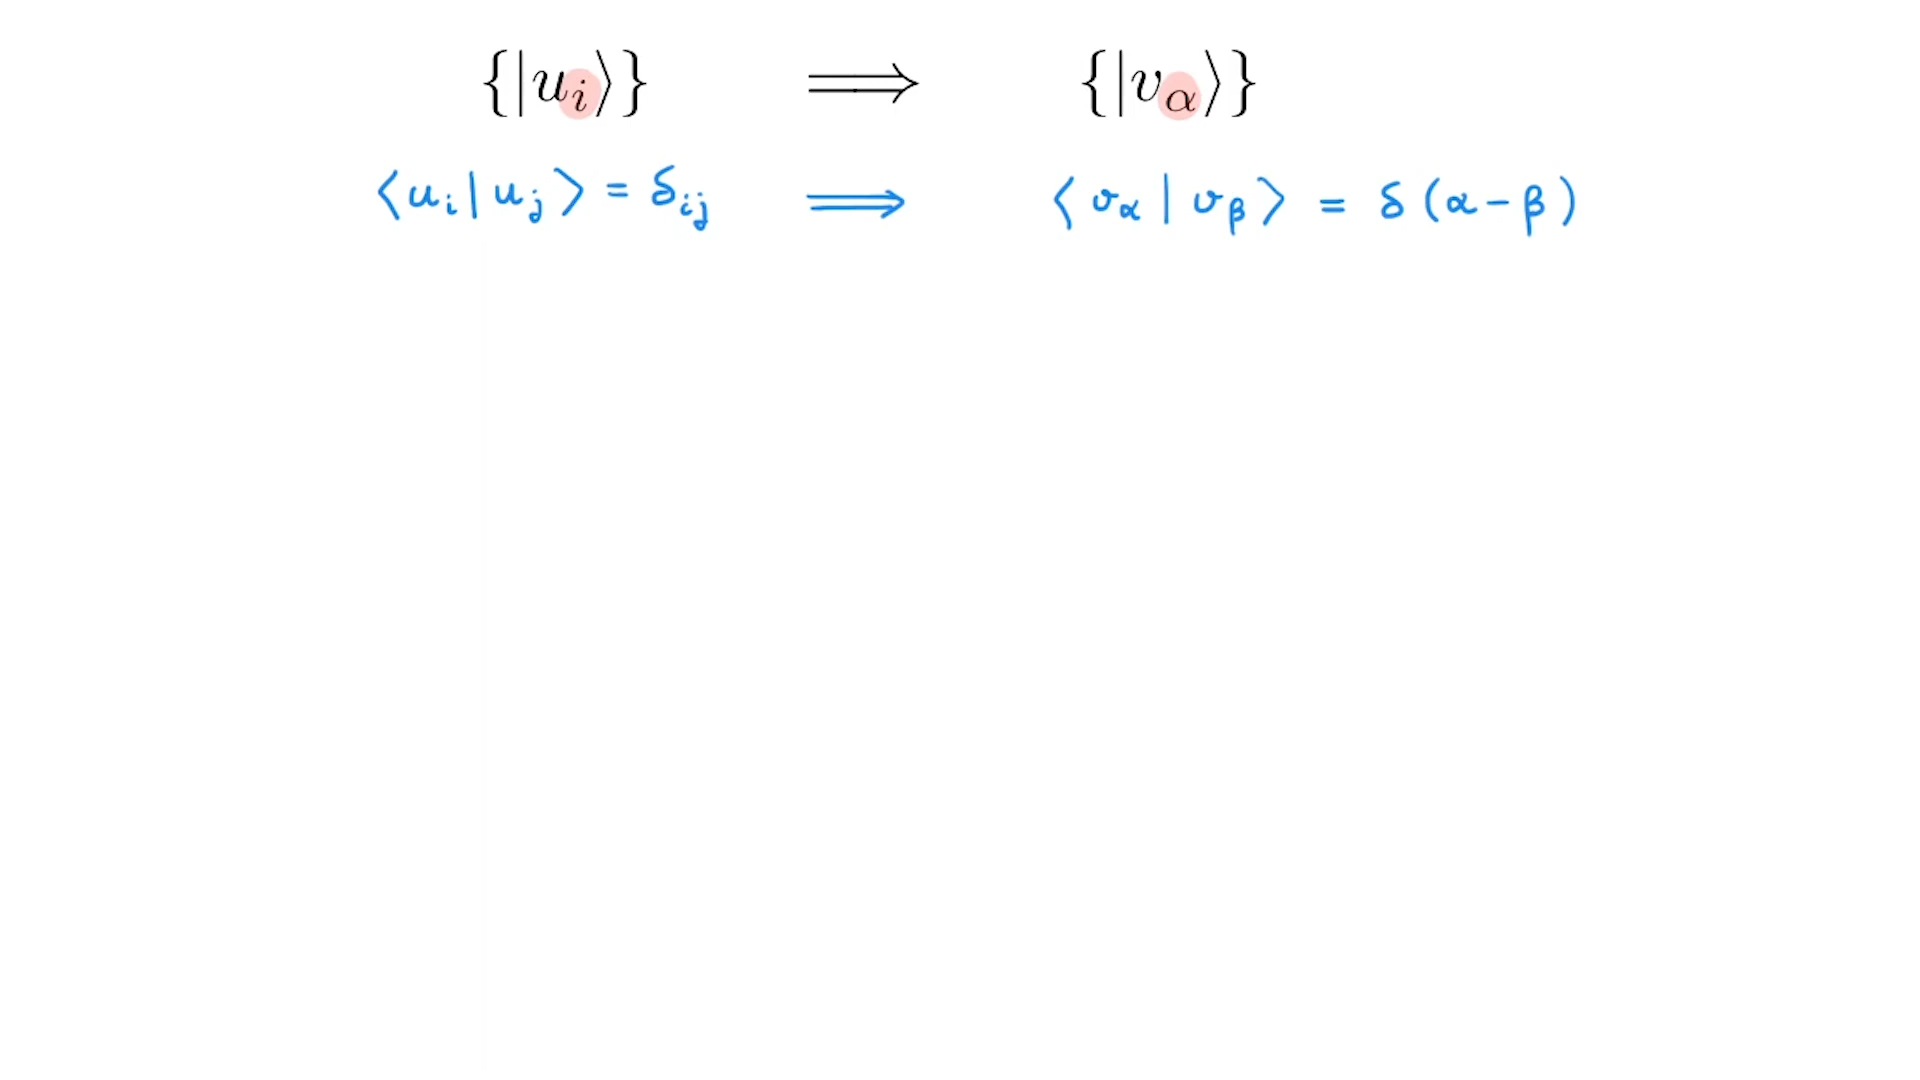 {|u_i⟩} ⟹ {|v_α⟩}
⟨u_i|u_j⟩ = δ_ij ⟹ ⟨v_α|v_β⟩ = δ(α-β)